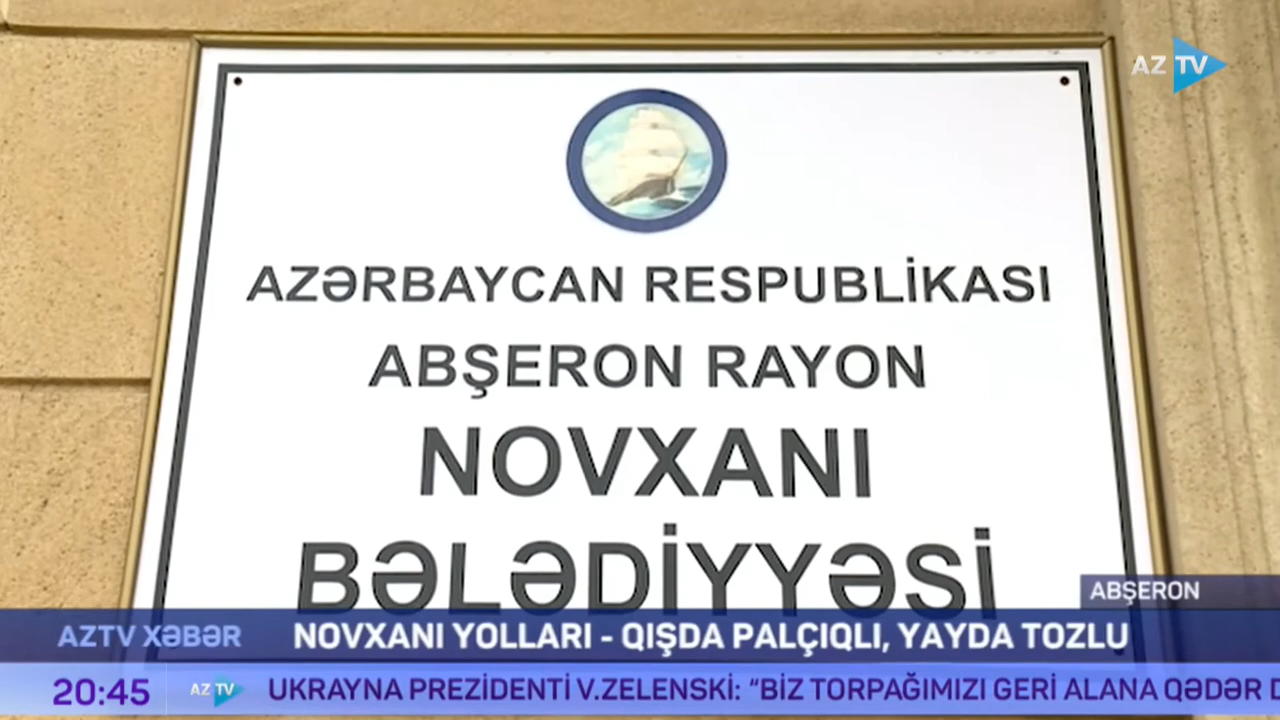 AZ TV
AZƏRBAYCAN RESPUBLİKASI
ABŞERON RAYON
NOVXANI
BƏLƏDİYYƏSİ
ABŞERON
AZTV XƏBƏR
NOVXANI YOLLARI - QIŞDA PALÇIQLI, YAYDA TOZLU
20:45
AZ TV
UKRAYNA PREZİDENTİ V.ZELENSKİ: “BİZ TORPAĞIMIZI GERİ ALANA QƏDƏR